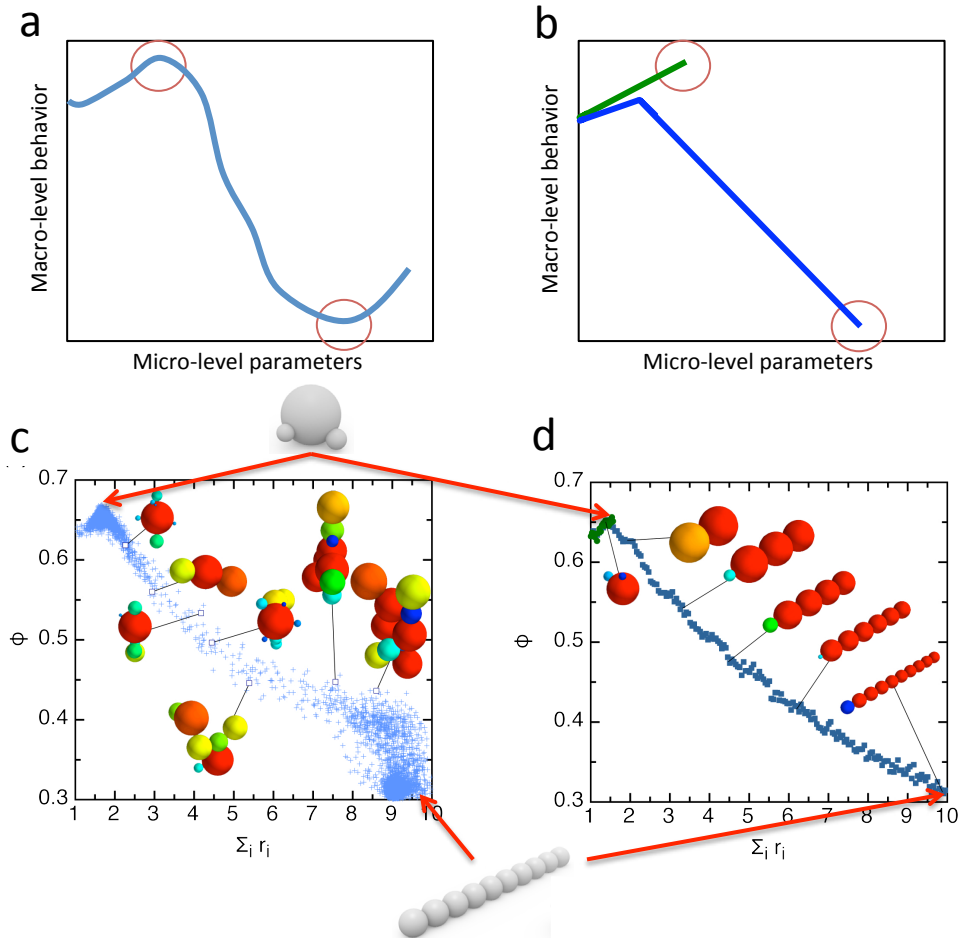 a
b
Macro-level behavior
Macro-level behavior
Micro-level parameters
Micro-level parameters
c
d
0.7
0.6
0.5
0.4
0.3
ϕ
1 2 3 4 5 6 7 8 9 10
Σi ri
0.7
0.6
0.5
0.4
0.3
ϕ
1 2 3 4 5 6 7 8 9 10
Σi ri